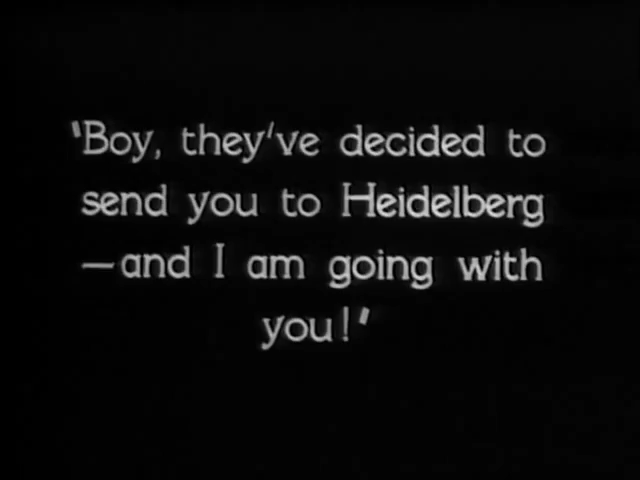 "Boy, they've decided to
send you to Heidelberg
—and I am going with
you!"